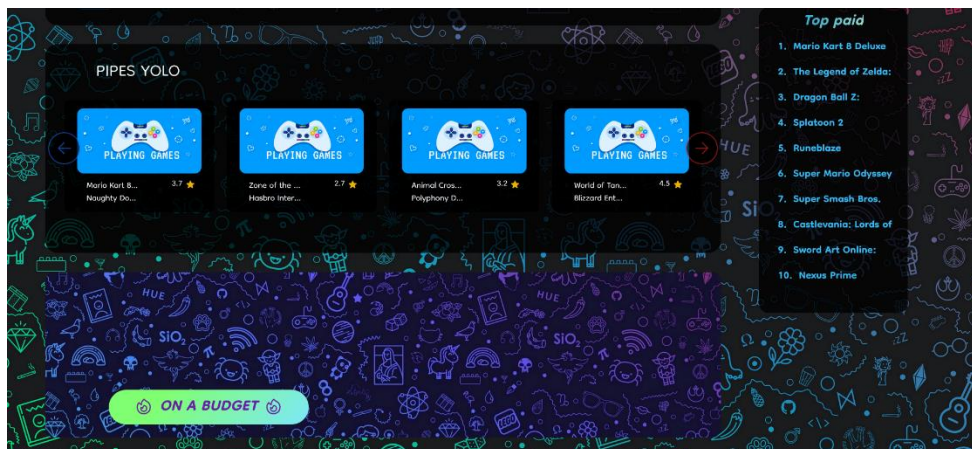 PIPES YOLO
PLAYING GAMES
Mario Kart 8... 3.7
Naughty Do...
PLAYING GAMES
Zone of the ... 2.7
Hasbro Inter...
PLAYING GAMES
Animal Cros... 3.2
Polyphony D...
PLAYING GAMES
World of Tan... 4.5
Blizzard Ent...
HUE
SiO₂
π
HUE
SiO₂
π
ON A BUDGET
Top paid
1. Mario Kart 8 Deluxe
2. The Legend of Zelda:
3. Dragon Ball Z:
4. Splatoon 2
5. Runeblaze
6. Super Mario Odyssey
7. Super Smash Bros.
8. Castlevania: Lords of
9. Sword Art Online:
10. Nexus Prime